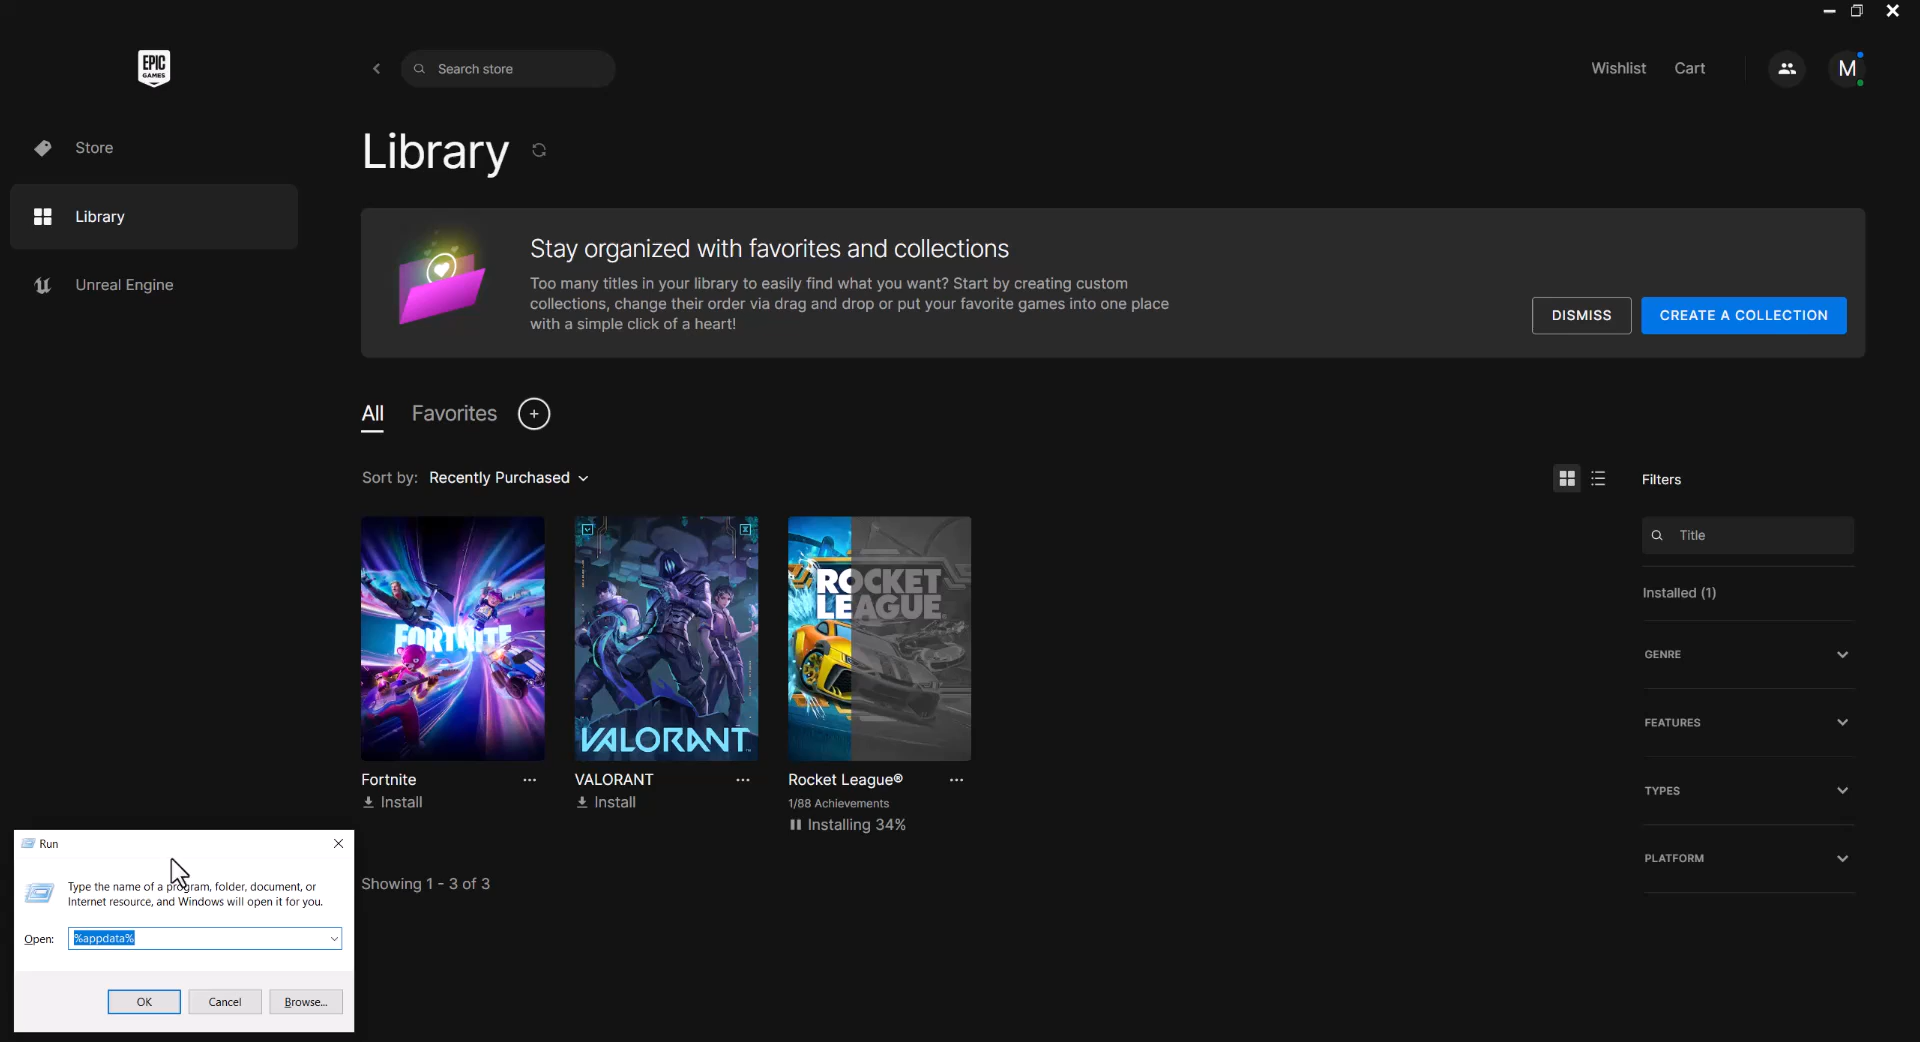 EPIC
GAMES
Search store
Wishlist
Cart
M
Store
Library
Unreal Engine
Library
Stay organized with favorites and collections
Too many titles in your library to easily find what you want? Start by creating custom
collections, change their order via drag and drop or put your favorite games into one place
with a simple click of a heart!
DISMISS
CREATE A COLLECTION
All
Favorites
Sort by: Recently Purchased
Filters
FORTNITE
VALORANT
ROCKET
LEAGUE
Title
Installed (1)
GENRE
FEATURES
TYPES
PLATFORM
Fortnite
Install
VALORANT
Install
Rocket League®
1/88 Achievements
Installing 34%
Showing 1 - 3 of 3
Run
Type the name of a program, folder, document, or
Internet resource, and Windows will open it for you.
Open: %appdata%
OK
Cancel
Browse...